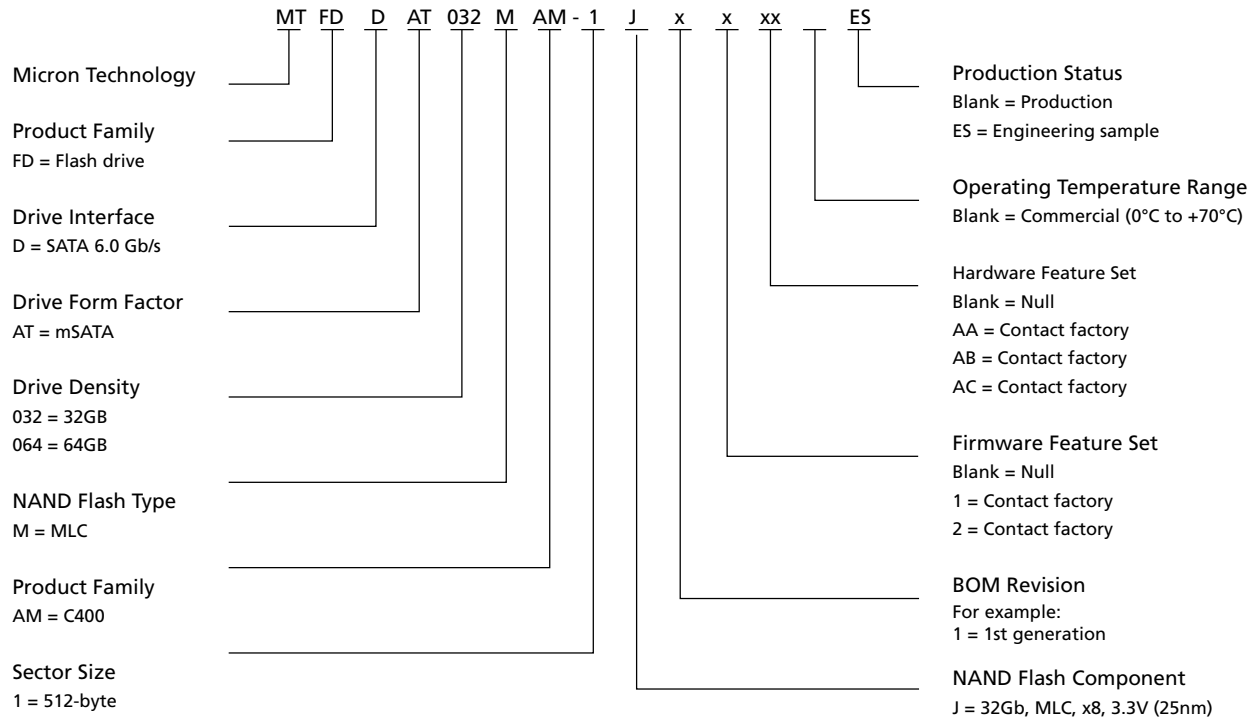 MT FD D AT 032 M AM - 1 J x x xx ES
Micron Technology
Product Family
FD = Flash drive
Drive Interface
D = SATA 6.0 Gb/s
Drive Form Factor
AT = mSATA
Drive Density
032 = 32GB
064 = 64GB
NAND Flash Type
M = MLC
Product Family
AM = C400
Sector Size
1 = 512-byte
Production Status
Blank = Production
ES = Engineering sample
Operating Temperature Range
Blank = Commercial (0°C to +70°C)
Hardware Feature Set
Blank = Null
AA = Contact factory
AB = Contact factory
AC = Contact factory
Firmware Feature Set
Blank = Null
1 = Contact factory
2 = Contact factory
BOM Revision
For example:
1 = 1st generation
NAND Flash Component
J = 32Gb, MLC, x8, 3.3V (25nm)